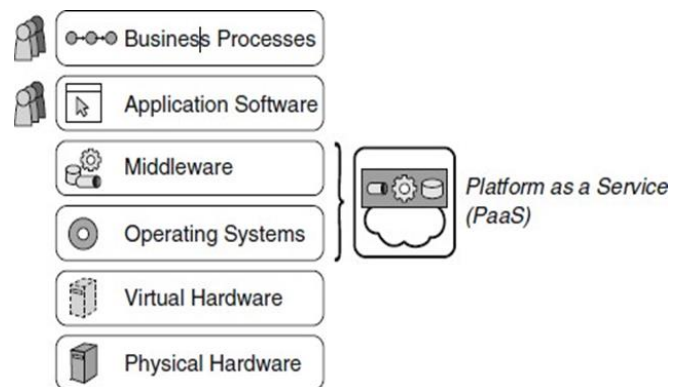 Business Processes
Application Software
Middleware
Operating Systems
Platform as a Service
(PaaS)
Virtual Hardware
Physical Hardware